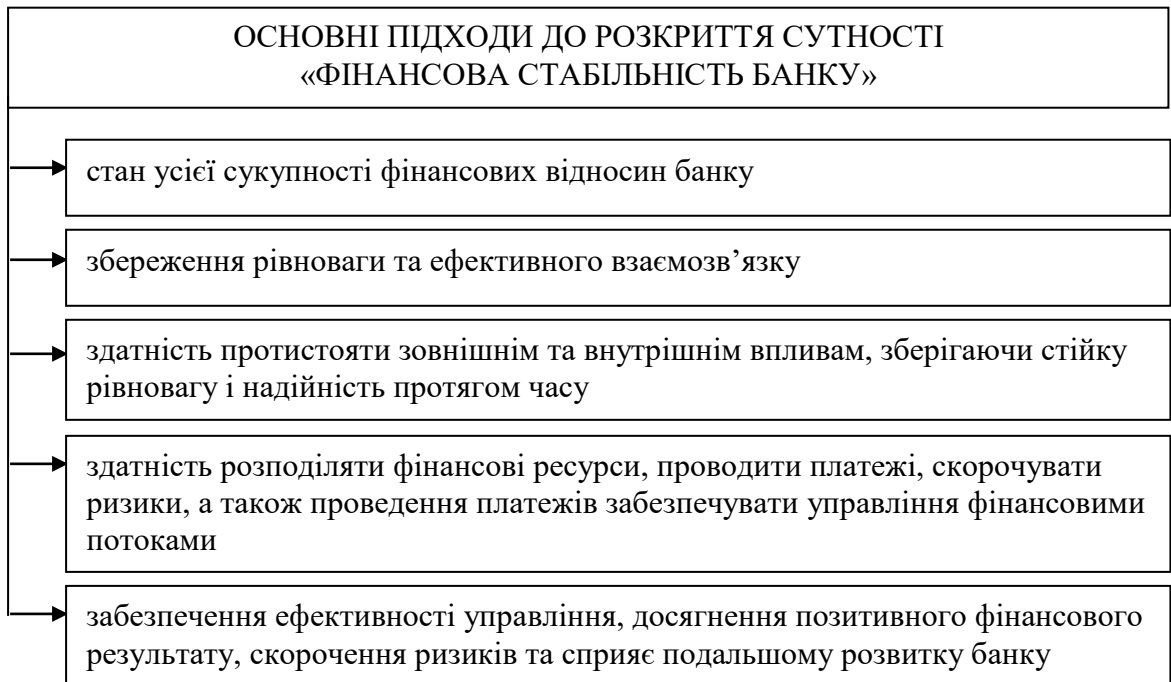 ОСНОВНІ ПІДХОДИ ДО РОЗКРИТТЯ СУТНОСТІ
«ФІНАНСОВА СТАБІЛЬНІСТЬ БАНКУ»
стан усієї сукупності фінансових відносин банку
збереження рівноваги та ефективного взаємозв’язку
здатність протистояти зовнішнім та внутрішнім впливам, зберігаючи стійку
рівновагу і надійність протягом часу
здатність розподіляти фінансові ресурси, проводити платежі, скорочувати
ризики, а також проведення платежів забезпечувати управління фінансовими
потоками
забезпечення ефективності управління, досягнення позитивного фінансового
результату, скорочення ризиків та сприяє подальшому розвитку банку